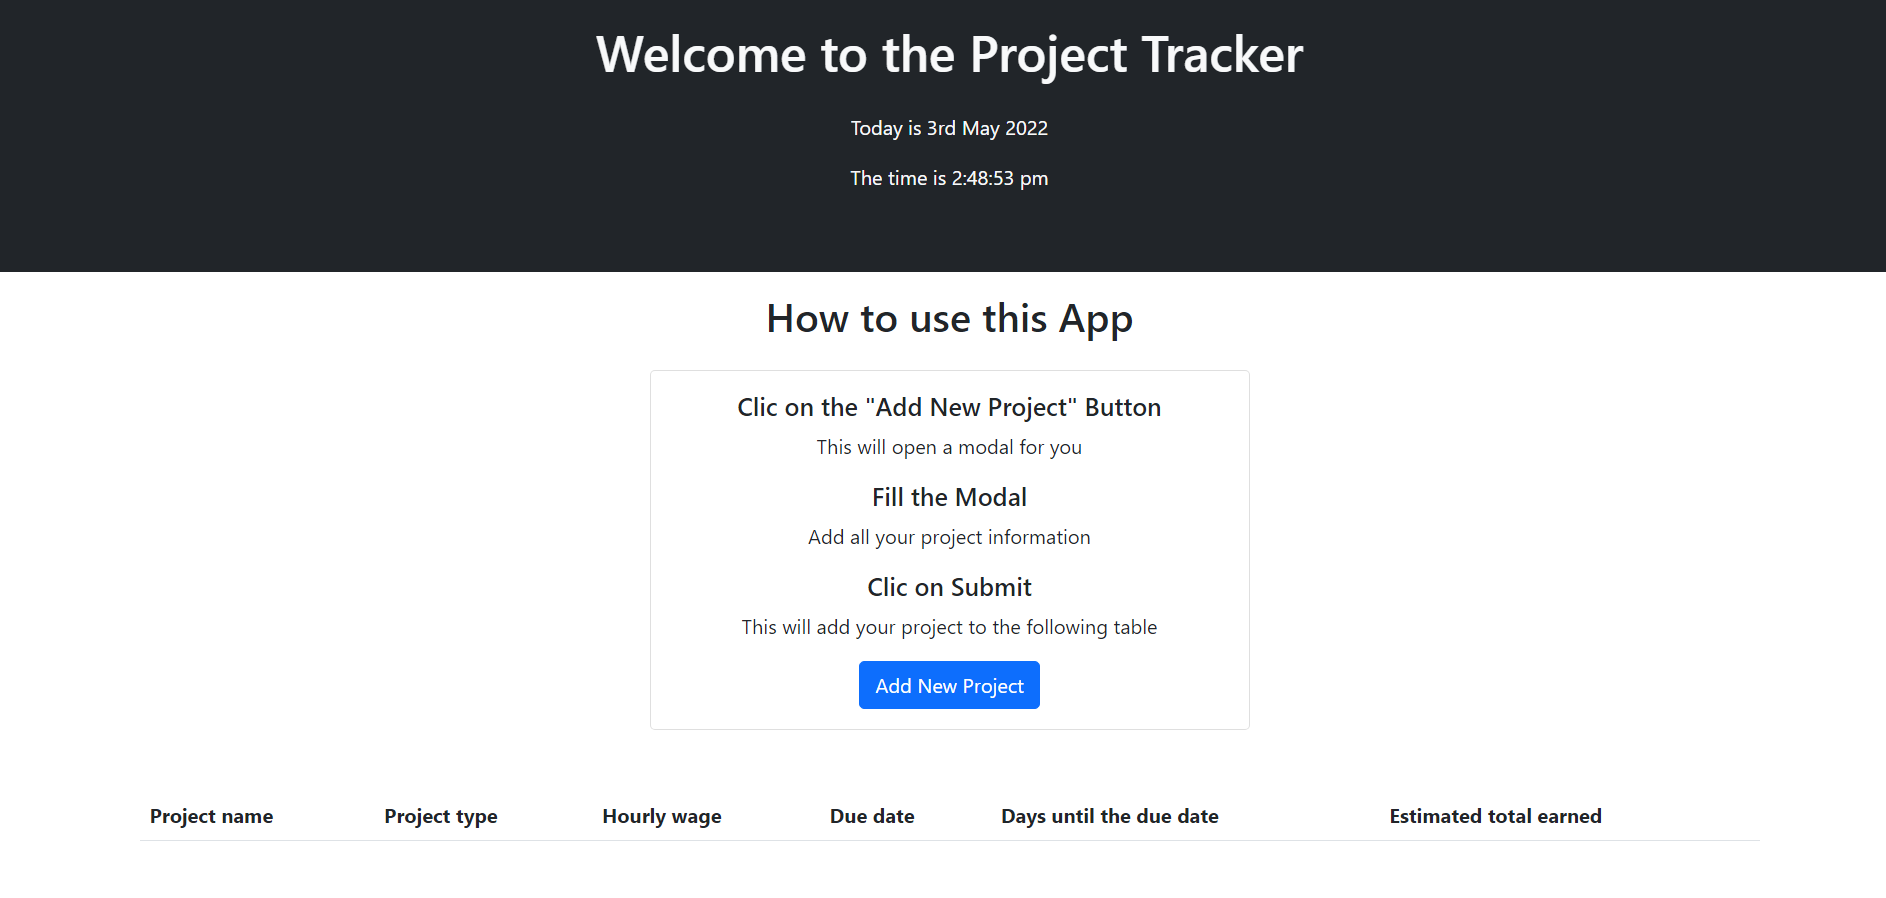 Welcome to the Project Tracker
Today is 3rd May 2022
The time is 2:48:53 pm
How to use this App
Clic on the "Add New Project" Button
This will open a modal for you
Fill the Modal
Add all your project information
Clic on Submit
This will add your project to the following table
Add New Project
Project name Project type Hourly wage Due date Days until the due date Estimated total earned